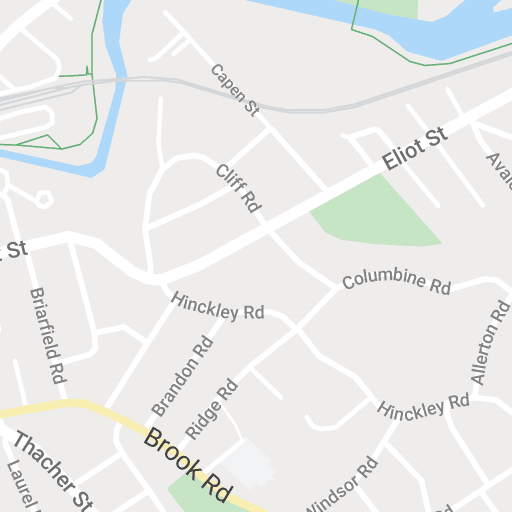 Capen St
Eliot St
Cliff Rd
St
Columbine Rd
Hinckley Rd
Briarfield Rd
Allerton Rd
Brandon Rd
Ridge Rd
Hinckley Rd
Brook Rd
Thacher St
Laurel
Windsor Rd
Rd